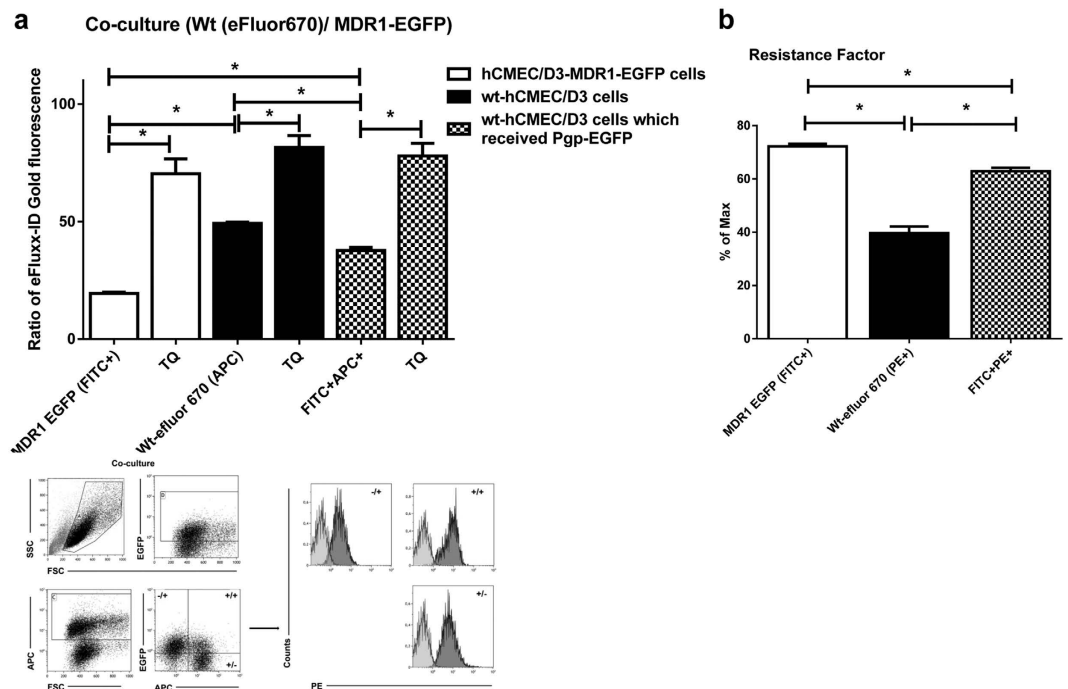 a
Co-culture (Wt (eFluor670)/ MDR1-EGFP)
Ratio of eFluxx-ID Gold fluorescence
100
50
0
*
*
*
*
*
*
MDR1 EGFP (FITC+)
TQ
Wt-efluor 670 (APC)
TQ
FITC+APC+
TQ
hCMEC/D3-MDR1-EGFP cells
wt-hCMEC/D3 cells
wt-hCMEC/D3 cells which
received Pgp-EGFP
b
Resistance Factor
% of Max
80
60
40
20
0
*
*
*
MDR1 EGFP (FITC+)
Wt-efluor 670 (PE+)
FITC+PE+
Co-culture
SSC
FSC
EGFP
D
APC
C
FSC
EGFP
-/+
+/+
+/-
APC
Counts
-/+
+/+
+/-
PE